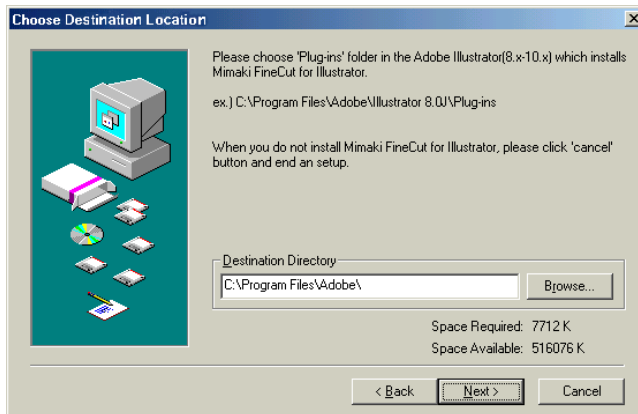 Choose Destination Location
Please choose 'Plug-ins' folder in the Adobe Illustrator(8.x-10.x) which installs
Mimaki FineCut for Illustrator.
ex.) C:\Program Files\Adobe\Illustrator 8.0J\Plug-ins
When you do not install Mimaki FineCut for Illustrator, please click 'cancel'
button and end an setup.
Destination Directory
C:\Program Files\Adobe\
Browse...
Space Required: 7712 K
Space Available: 516076 K
< Back
Next >
Cancel